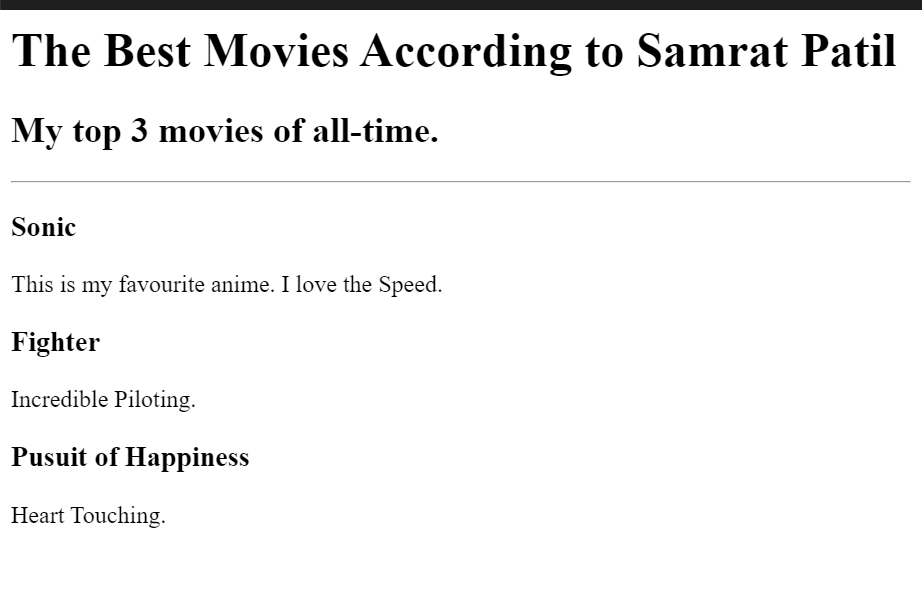 The Best Movies According to Samrat Patil
My top 3 movies of all-time.
Sonic
This is my favourite anime. I love the Speed.
Fighter
Incredible Piloting.
Pusuit of Happiness
Heart Touching.